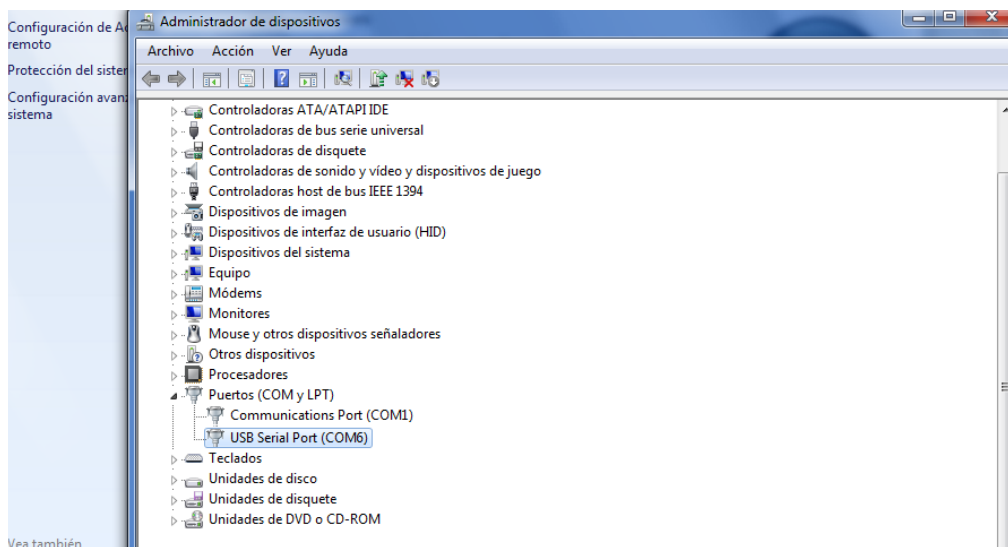 Configuración de Ac
remoto
Protección del sister
Configuración avan
sistema
Vea también
Administrador de dispositivos
Archivo Acción Ver Ayuda
Controladoras ATA/ATAPI IDE
Controladoras de bus serie universal
Controladoras de disquete
Controladoras de sonido y vídeo y dispositivos de juego
Controladoras host de bus IEEE 1394
Dispositivos de imagen
Dispositivos de interfaz de usuario (HID)
Dispositivos del sistema
Equipo
Módems
Monitores
Mouse y otros dispositivos señaladores
Otros dispositivos
Procesadores
Puertos (COM y LPT)
Communications Port (COM1)
USB Serial Port (COM6)
Teclados
Unidades de disco
Unidades de disquete
Unidades de DVD o CD-ROM